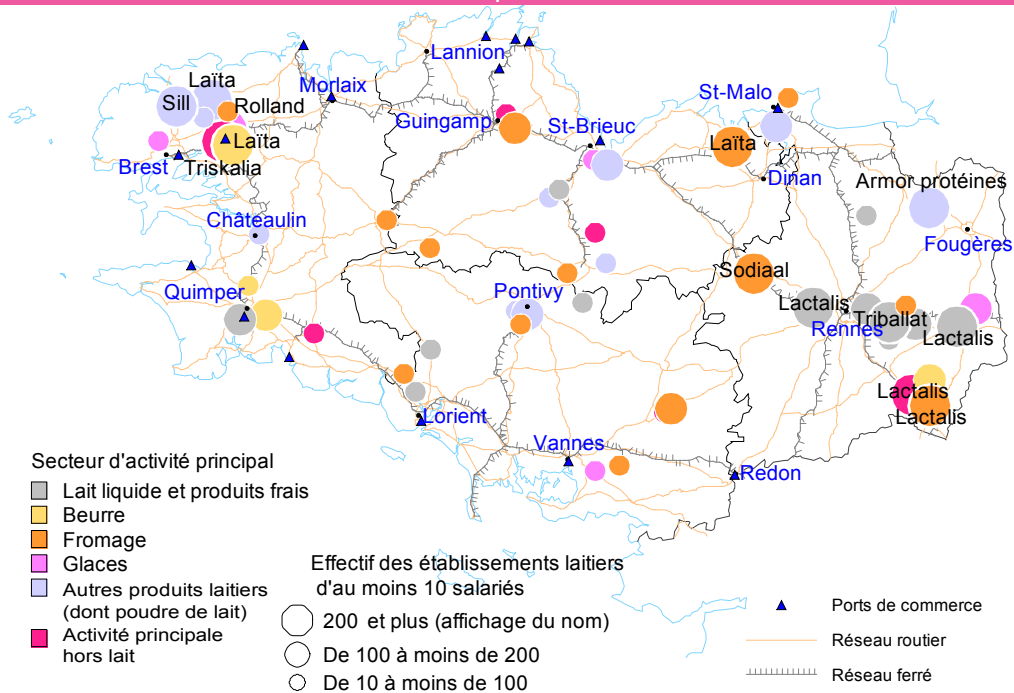 Lannion
Laïta
Morlaix
Sill
Rolland
St-Malo
Guingamp
St-Brieuc
Laïta
Laïta
Brest
Triskalia
Dinan
Armor protéines
Châteaulin
Fougères
Sodiaal
Quimper
Pontivy
Lactalis
Triballat
Rennes
Lactalis
Lactalis
Lorient
Lactalis
Vannes
Redon
Secteur d'activité principal
Lait liquide et produits frais
Beurre
Fromage
Glaces
Autres produits laitiers
(dont poudre de lait)
Activité principale
hors lait
Effectif des établissements laitiers
d'au moins 10 salariés
200 et plus (affichage du nom)
De 100 à moins de 200
De 10 à moins de 100
Ports de commerce
Réseau routier
Réseau ferré